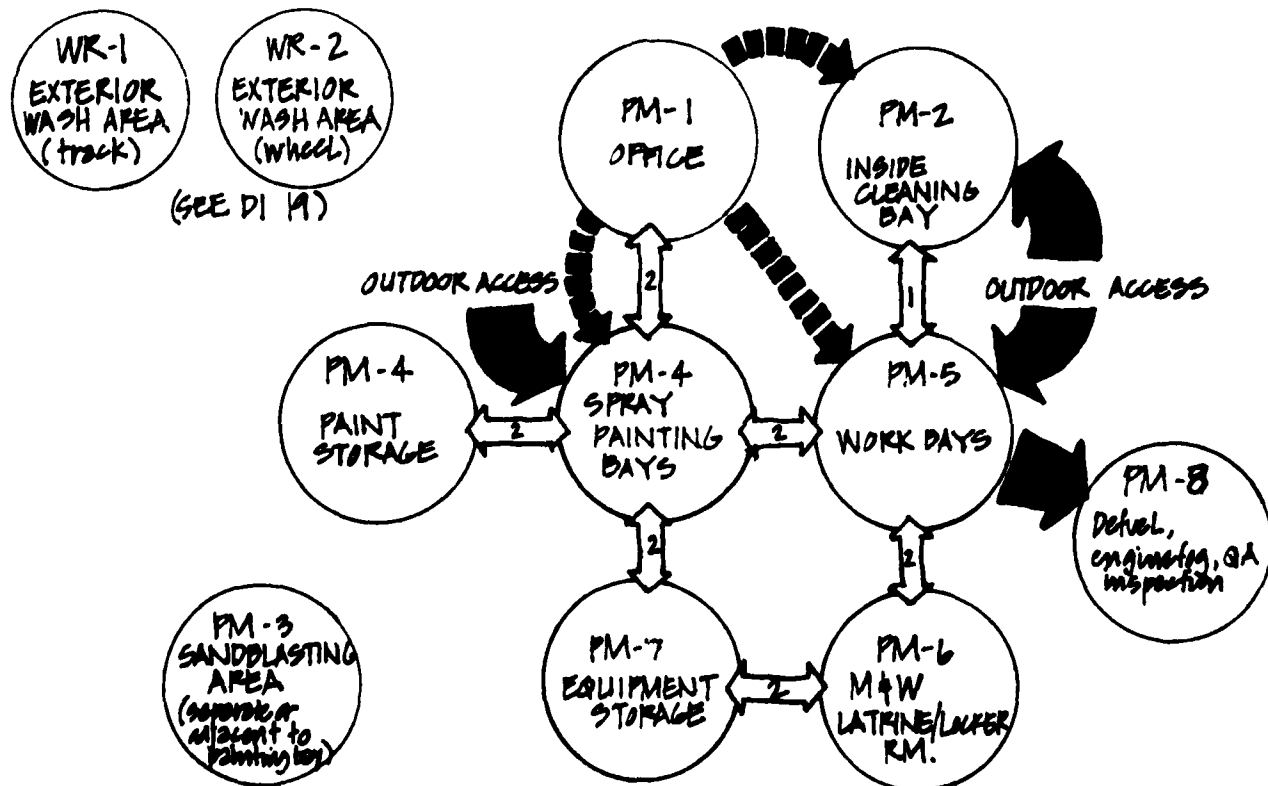 WR-1
EXTERIOR
WASH AREA
(track)
WR-2
EXTERIOR
WASH AREA
(wheel)
(SEE DI 19)
PM-1
OFFICE
PM-2
INSIDE
CLEANING
BAY
OUTDOOR ACCESS
2
1
OUTDOOR ACCESS
PM-4
PAINT
STORAGE
2
PM-4
SPRAY
PAINTING
BAYS
2
PM-5
WORK BAYS
PM-8
Defuel,
QA
inspection
2
2
PM-3
SANDBLASTING
AREA
(separate or
adjacent to
painting bay)
PM-7
EQUIPMENT
STORAGE
2
PM-6
M&W
LATRINE/LOCKER
RM.